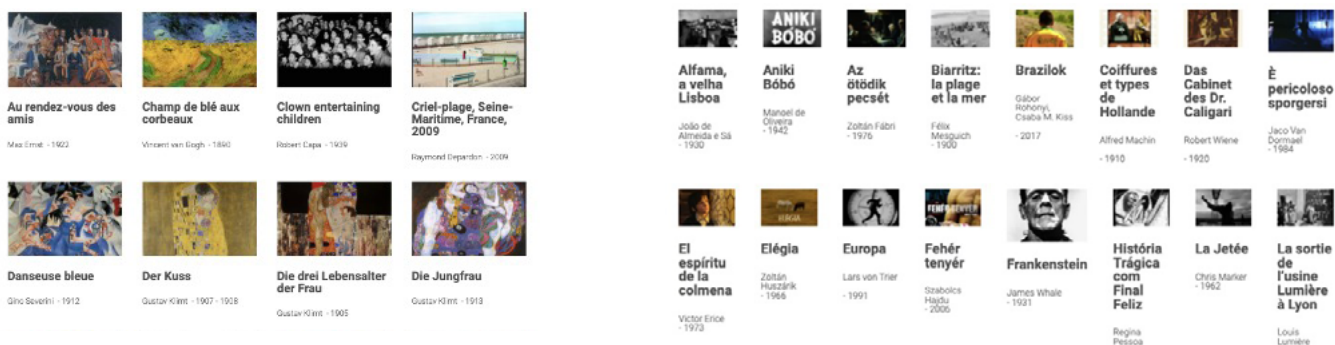 Au rendez-vous des
amis
Max Ernst - 1922
Champ de blé aux
corbeaux
Vincent van Gogh - 1890
Clown entertaining
children
Robert Capa - 1939
Criel-plage, Seine-
Maritime, France,
2009
Raymond Depardon - 2009
Danseuse bleue
Gino Severini - 1912
Der Kuss
Gustav Klimt - 1907 - 1908
Die drei Lebensalter
der Frau
Gustav Klimt - 1905
Die Jungfrau
Gustav Klimt - 1913
Alfama,
a velha
Lisboa
João de
Almeida e Sá
- 1930
ANIKI
BÓBÓ
Aniki
Bóbó
Manoel de
Oliveira
- 1942
Az
ötödik
pecsét
Zoltán Fábri
- 1976
Biarritz:
la plage
et la mer
Félix
Mesguich
- 1900
Brazilok
Gábor
Rohonyi,
Csaba M. Kiss
- 2017
Coiffures
et types
de
Hollande
Alfred Machin
- 1910
Das
Cabinet
des Dr.
Caligari
Robert Wiene
- 1920
È
pericoloso
sporgersi
Jaco Van
Dormael
- 1984
El
espíritu
de la
colmena
Victor Erice
- 1973
Elégia
Zoltán
Huszárik
- 1966
Europa
Lars von Trier
- 1991
FEHÉR TENYÉR
Fehér
tenyér
Szabolcs
Hajdu
- 2006
Frankenstein
James Whale
- 1931
História
Trágica
com
Final
Feliz
Regina
Pessoa
La Jetée
Chris Marker
- 1962
La sortie
de
l'usine
Lumière
à Lyon
Louis
Lumière